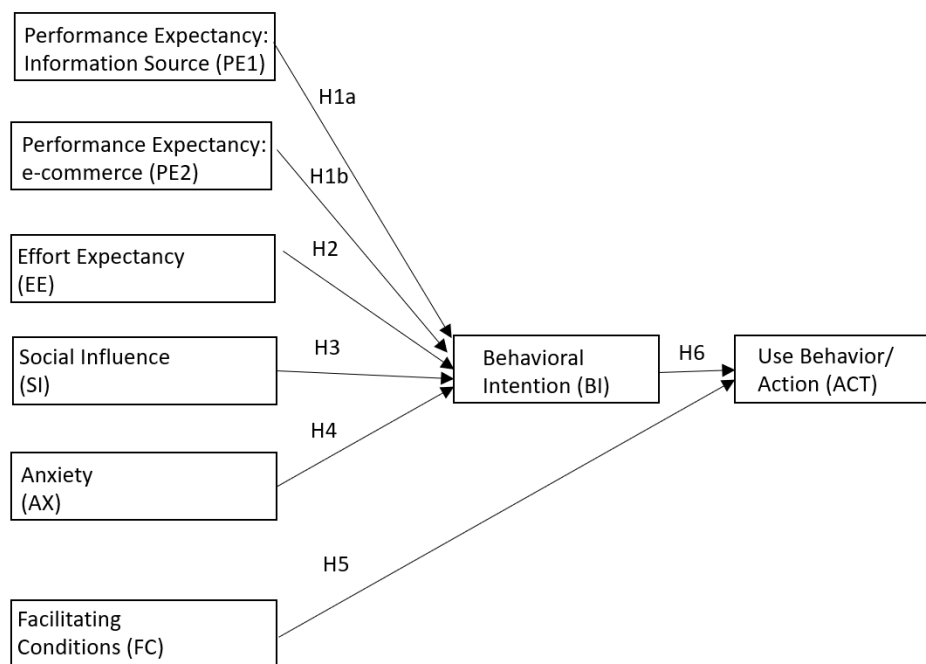 Performance Expectancy:
Information Source (PE1)
H1a
Performance Expectancy:
e-commerce (PE2)
H1b
Effort Expectancy
(EE)
H2
Social Influence
(SI)
H3
Behavioral
Intention (BI)
H6
Use Behavior/
Action (ACT)
Anxiety
(AX)
H4
H5
Facilitating
Conditions (FC)